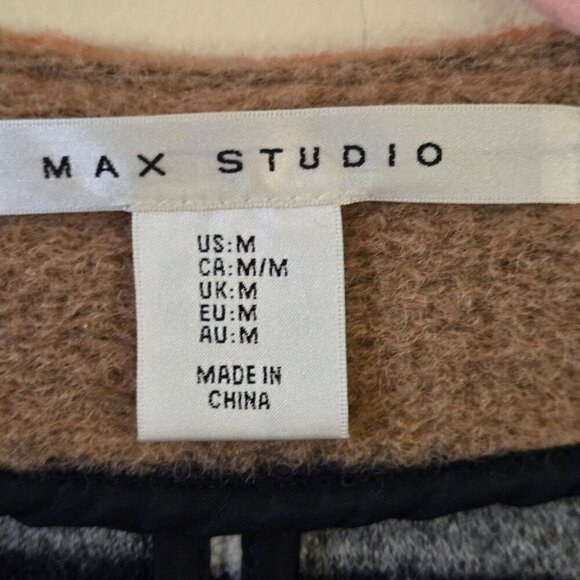 MAX STUDIO
US:M
CA:M/M
UK:M
EU:M
AU:M
MADE IN
CHINA